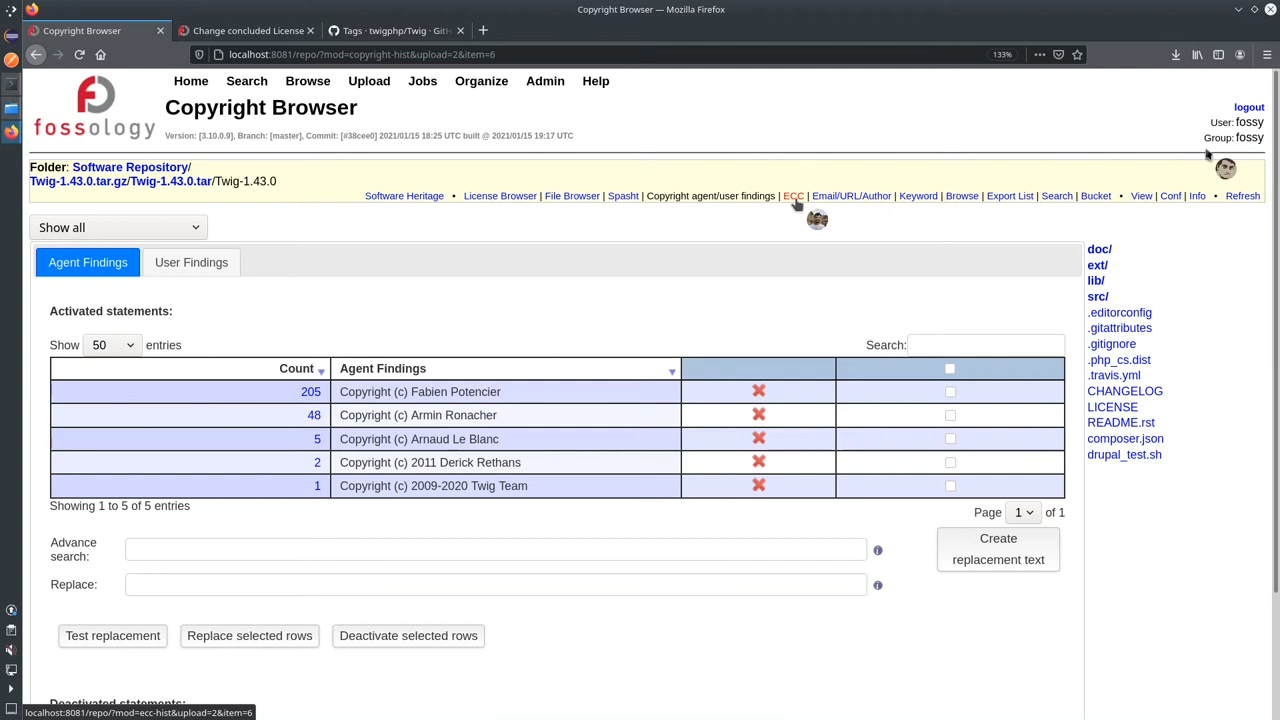 Copyright Browser — Mozilla Firefox
Copyright Browser
Change concluded License
Tags · twigphp/Twig · GitH
localhost:8081/repo/?mod=copyright-hist&upload=2&item=6
133%
Home Search Browse Upload Jobs Organize Admin Help
fossology
Copyright Browser
Version: [3.10.0.9], Branch: [master], Commit: [#38cee0] 2021/01/15 18:25 UTC built @ 2021/01/15 19:17 UTC
logout
User: fossy
Group: fossy
Folder: Software Repository/
Twig-1.43.0.tar.gz/Twig-1.43.0.tar/Twig-1.43.0
Software Heritage • License Browser | File Browser | Spasht | Copyright agent/user findings | ECC | Email/URL/Author | Keyword | Browse | Export List | Search | Bucket • View | Conf | Info • Refresh
Show all
Agent Findings User Findings
Activated statements:
Show 50 entries
Search:
Count Agent Findings
205 Copyright (c) Fabien Potencier
48 Copyright (c) Armin Ronacher
5 Copyright (c) Arnaud Le Blanc
2 Copyright (c) 2011 Derick Rethans
1 Copyright (c) 2009-2020 Twig Team
Showing 1 to 5 of 5 entries
Page 1 of 1
Advance
search:
Replace:
Create
replacement text
Test replacement Replace selected rows Deactivate selected rows
Deactivated statements:
doc/
ext/
lib/
src/
.editorconfig
.gitattributes
.gitignore
.php_cs.dist
.travis.yml
CHANGELOG
LICENSE
README.rst
composer.json
drupal_test.sh
localhost:8081/repo/?mod=ecc-hist&upload=2&item=6